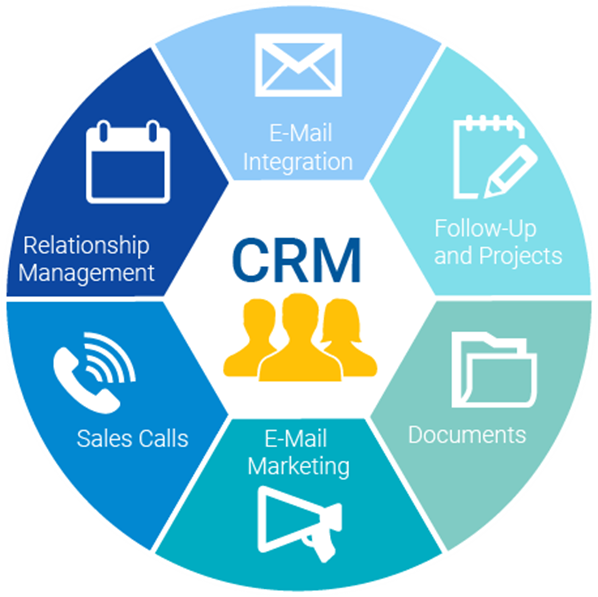 E-Mail
Integration
Follow-Up
and Projects
Relationship
Management
CRM
Sales Calls
E-Mail
Marketing
Documents